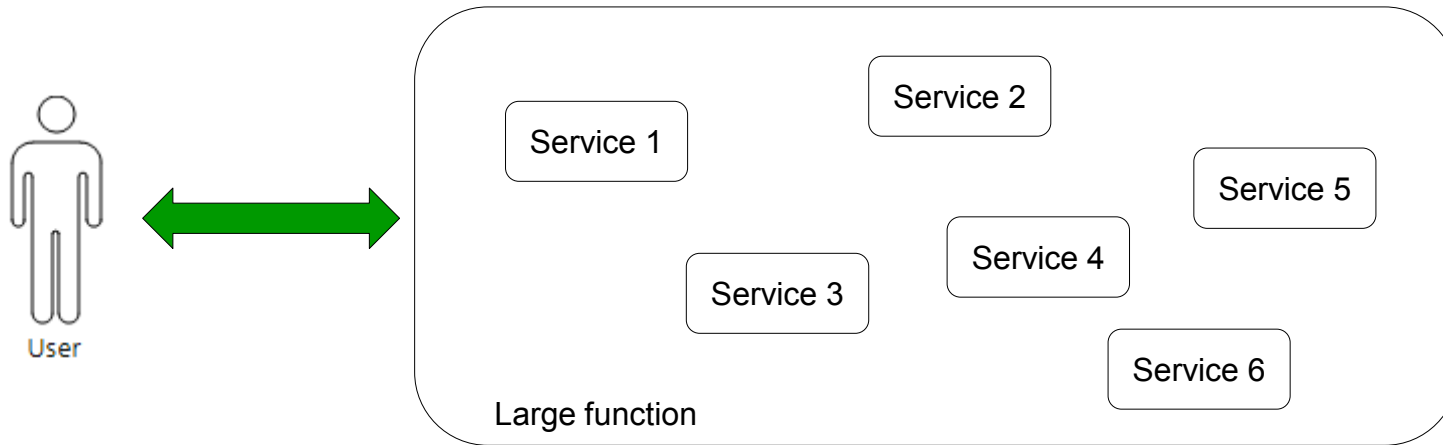 Service 2
Service 1
Service 5
Service 4
Service 3
User
Service 6
Large function